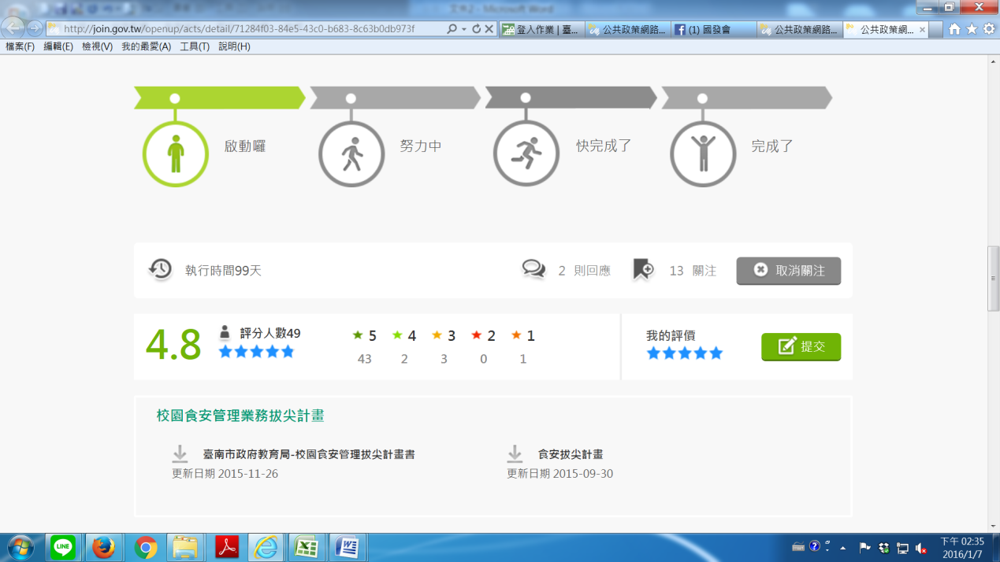 文件2 - Microsoft Word
http://join.gov.tw/openup/acts/detail/71284f03-84e5-43c0-b683-8c63b0db973f
登入作業 | 臺...
公共政策網路...
(1) 國發會
公共政策網路...
公共政策網...
檔案(F) 編輯(E) 檢視(V) 我的最愛(A) 工具(T) 說明(H)
啟動囉 努力中 快完成了 完成了
執行時間99天 2 則回應 13 關注 取消關注
4.8 評分人數49
5 4 3 2 1
43 2 3 0 1
我的評價 提交
校園食安管理業務拔尖計畫
臺南市政府教育局-校園食安管理拔尖計畫書
更新日期 2015-11-26
食安拔尖計畫
更新日期 2015-09-30
LINE
下午 02:35
2016/1/7